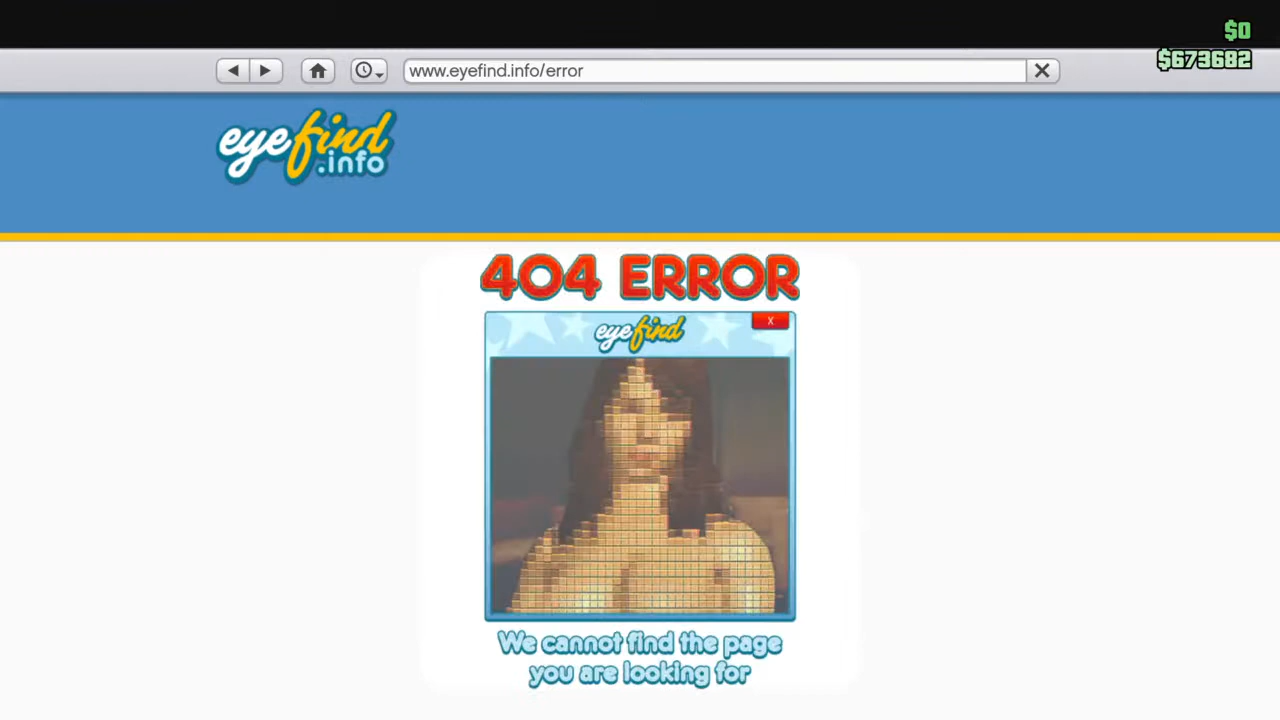 $0
$673682
www.eyefind.info/error
eyefind
.info
404 ERROR
eyefind
X
We cannot find the page
you are looking for